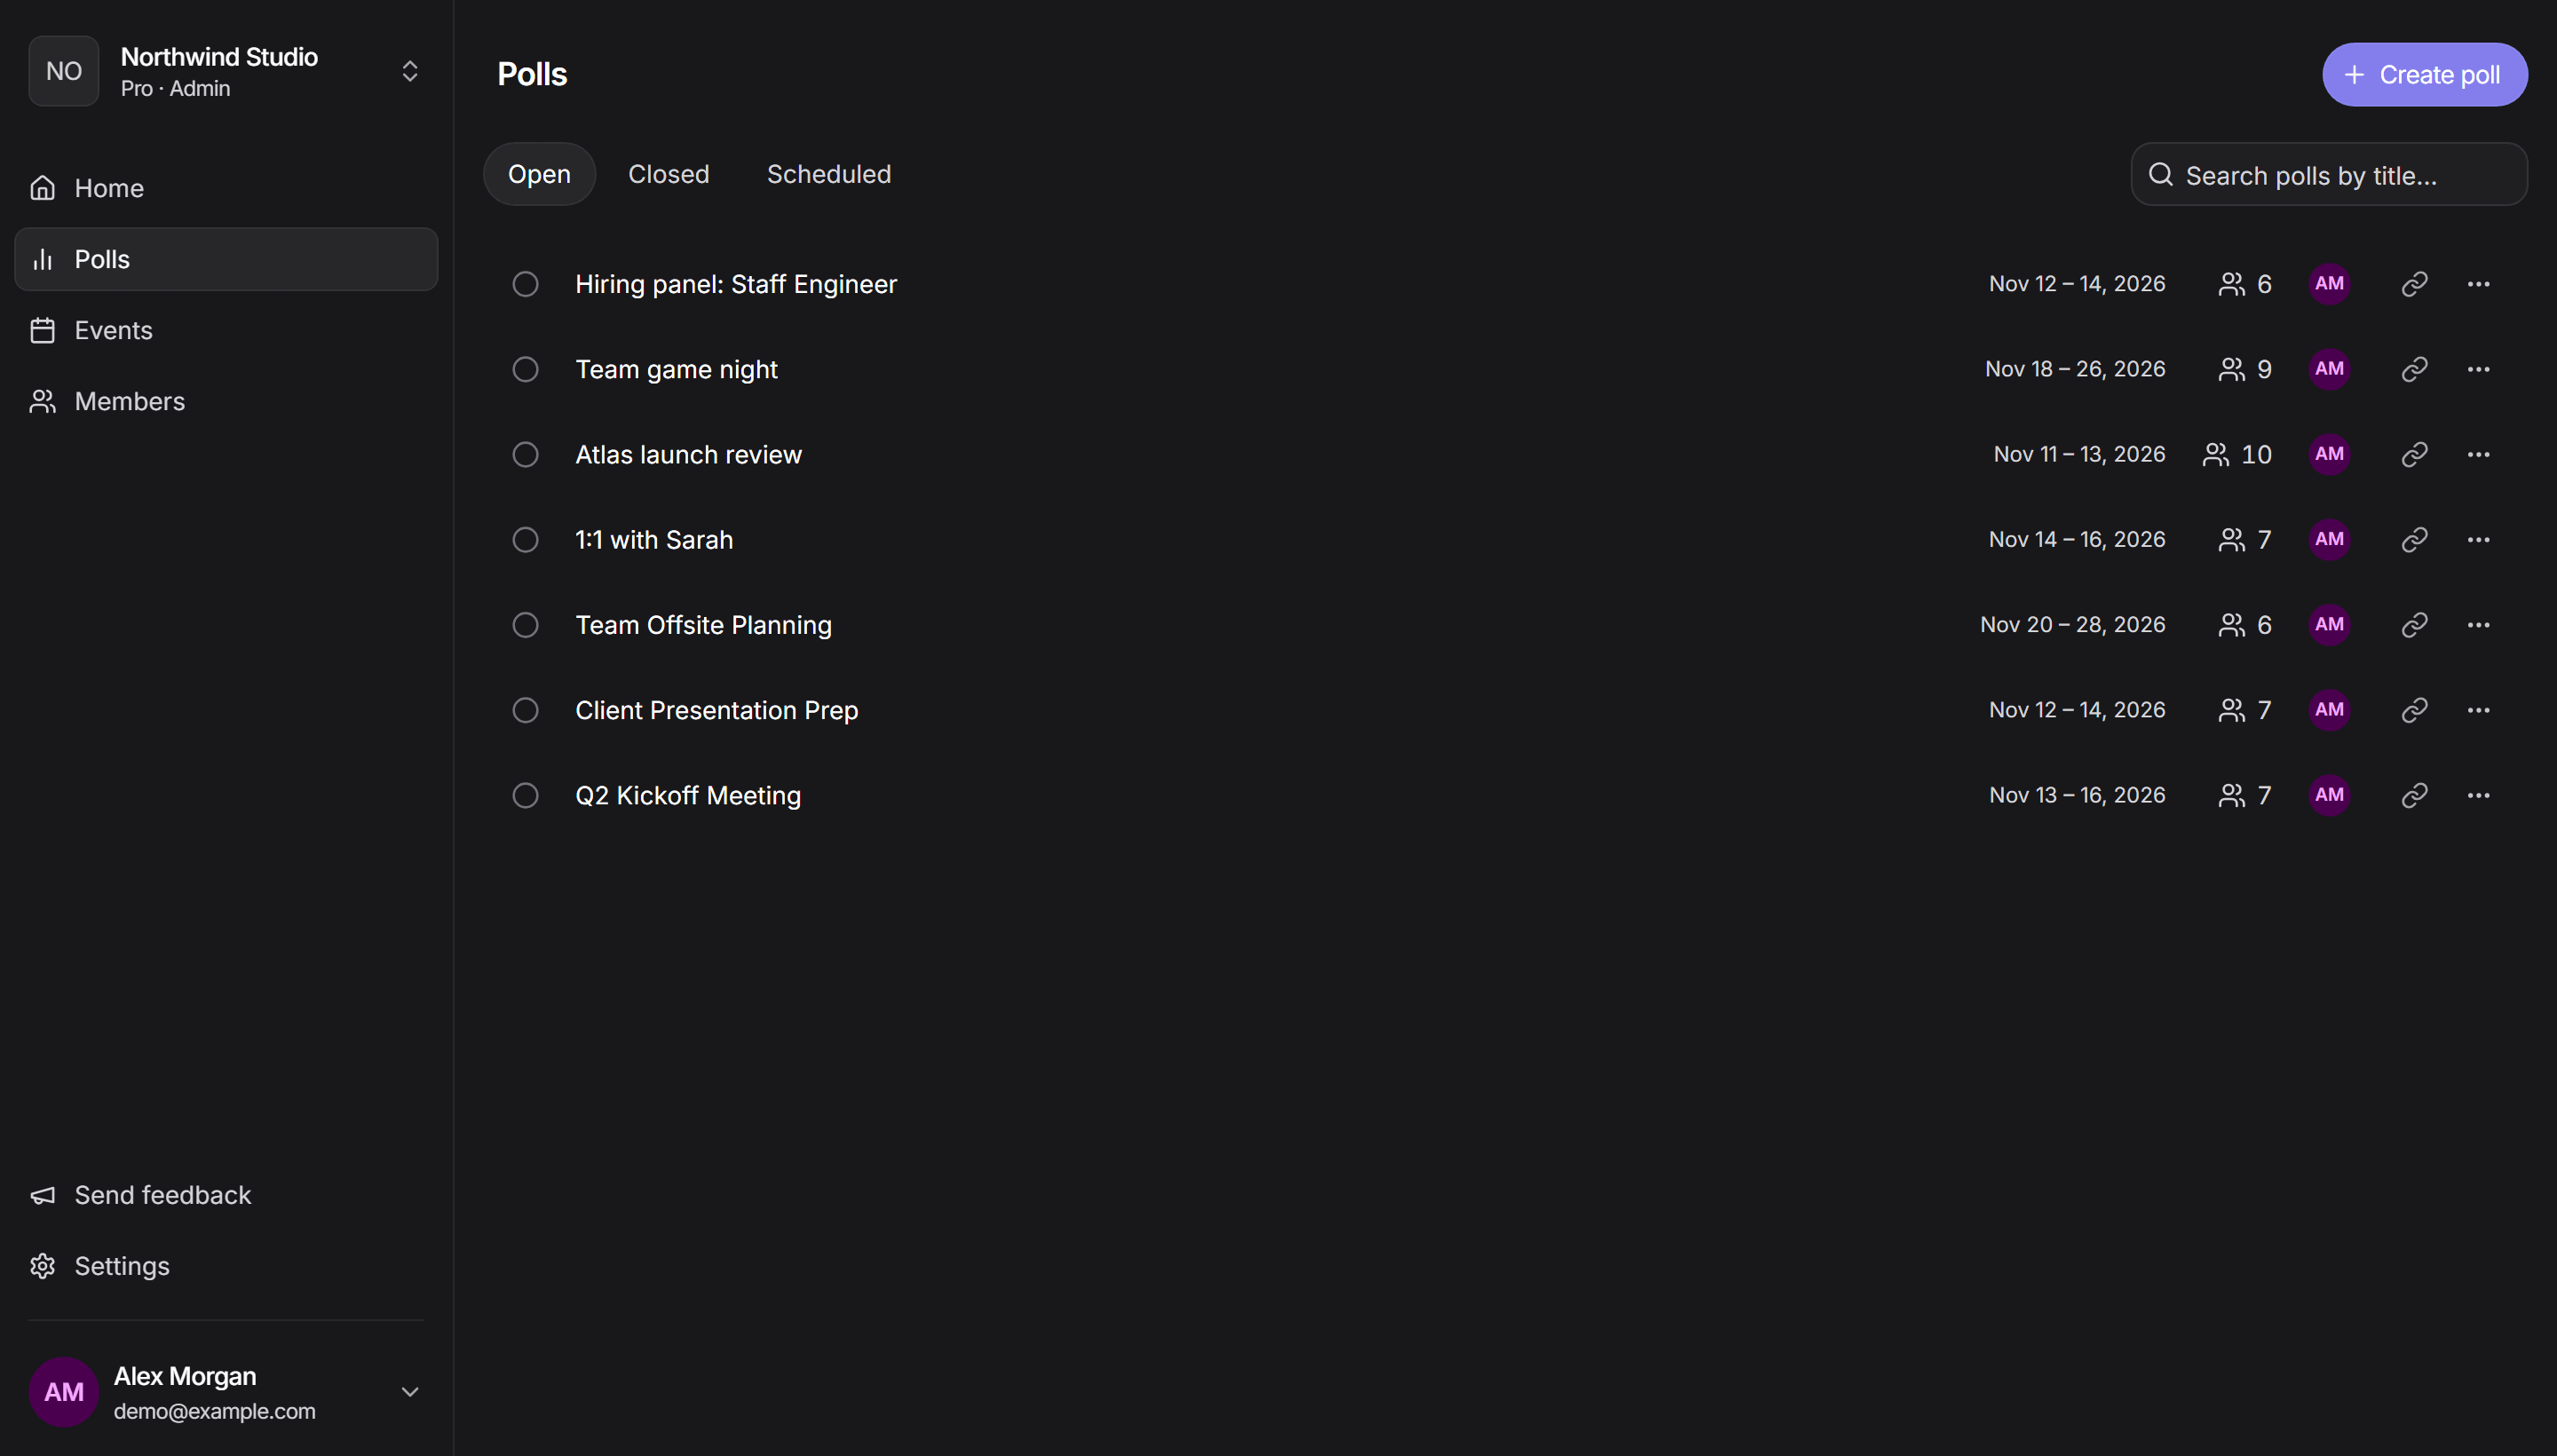 NO
Northwind Studio
Pro · Admin
Home
Polls
Events
Members
Send feedback
Settings
AM
Alex Morgan
demo@example.com
Polls
Create poll
Open Closed Scheduled
Search polls by title...
Hiring panel: Staff Engineer Nov 12 – 14, 2026 6 AM
Team game night Nov 18 – 26, 2026 9 AM
Atlas launch review Nov 11 – 13, 2026 10 AM
1:1 with Sarah Nov 14 – 16, 2026 7 AM
Team Offsite Planning Nov 20 – 28, 2026 6 AM
Client Presentation Prep Nov 12 – 14, 2026 7 AM
Q2 Kickoff Meeting Nov 13 – 16, 2026 7 AM